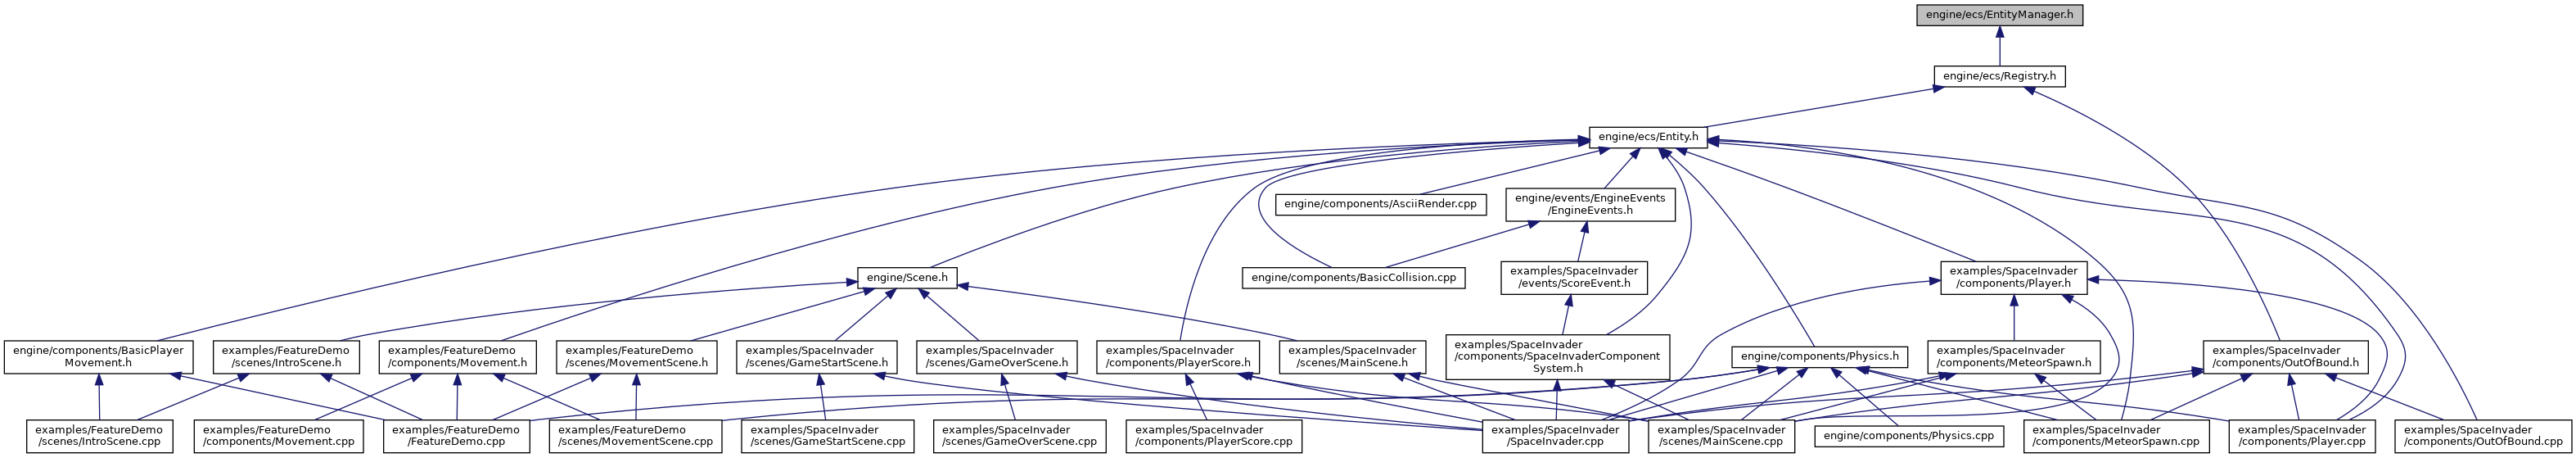 engine/ecs/EntityManager.h
engine/ecs/Registry.h
engine/ecs/Entity.h
engine/components/AsciiRender.cpp
engine/events/EngineEvents
/EngineEvents.h
engine/Scene.h
engine/components/BasicCollision.cpp
examples/SpaceInvader
/events/ScoreEvent.h
examples/SpaceInvader
/components/Player.h
engine/components/BasicPlayer
Movement.h
examples/FeatureDemo
/scenes/IntroScene.h
examples/FeatureDemo
/components/Movement.h
examples/FeatureDemo
/scenes/MovementScene.h
examples/SpaceInvader
/scenes/GameStartScene.h
examples/SpaceInvader
/scenes/GameOverScene.h
examples/SpaceInvader
/components/PlayerScore.h
examples/SpaceInvader
/scenes/MainScene.h
examples/SpaceInvader
/components/SpaceInvaderComponent
System.h
engine/components/Physics.h
examples/SpaceInvader
/components/MeteorSpawn.h
examples/SpaceInvader
/components/OutOfBound.h
examples/FeatureDemo
/scenes/IntroScene.cpp
examples/FeatureDemo
/components/Movement.cpp
examples/FeatureDemo
/FeatureDemo.cpp
examples/FeatureDemo
/scenes/MovementScene.cpp
examples/SpaceInvader
/scenes/GameStartScene.cpp
examples/SpaceInvader
/scenes/GameOverScene.cpp
examples/SpaceInvader
/components/PlayerScore.cpp
examples/SpaceInvader
/SpaceInvader.cpp
examples/SpaceInvader
/scenes/MainScene.cpp
engine/components/Physics.cpp
examples/SpaceInvader
/components/MeteorSpawn.cpp
examples/SpaceInvader
/components/Player.cpp
examples/SpaceInvader
/components/OutOfBound.cpp